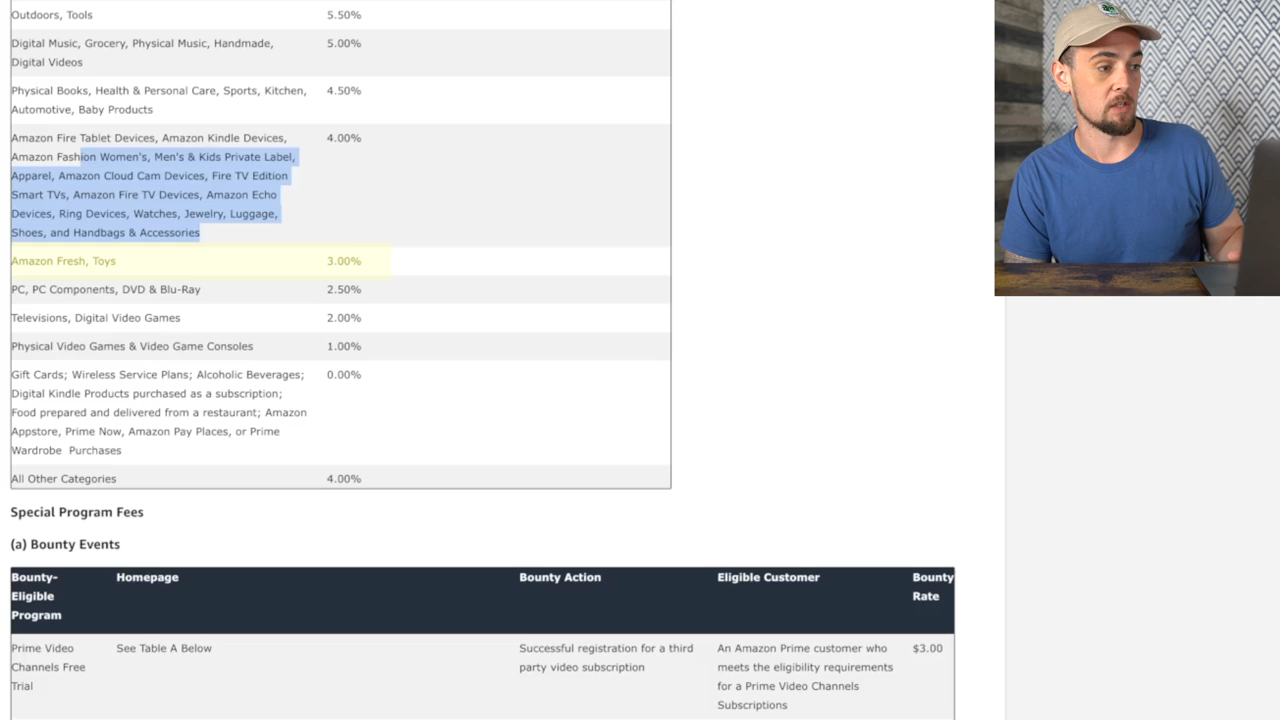 Outdoors, Tools 5.50%
Digital Music, Grocery, Physical Music, Handmade, 5.00%
Digital Videos
Physical Books, Health & Personal Care, Sports, Kitchen, 4.50%
Automotive, Baby Products
Amazon Fire Tablet Devices, Amazon Kindle Devices, 4.00%
Amazon Fashion Women's, Men's & Kids Private Label,
Apparel, Amazon Cloud Cam Devices, Fire TV Edition
Smart TVs, Amazon Fire TV Devices, Amazon Echo
Devices, Ring Devices, Watches, Jewelry, Luggage,
Shoes, and Handbags & Accessories
Amazon Fresh, Toys 3.00%
PC, PC Components, DVD & Blu-Ray 2.50%
Televisions, Digital Video Games 2.00%
Physical Video Games & Video Game Consoles 1.00%
Gift Cards; Wireless Service Plans; Alcoholic Beverages; 0.00%
Digital Kindle Products purchased as a subscription;
Food prepared and delivered from a restaurant; Amazon
Appstore, Prime Now, Amazon Pay Places, or Prime
Wardrobe Purchases
All Other Categories 4.00%
Special Program Fees
(a) Bounty Events
Bounty- Homepage Bounty Action Eligible Customer Bounty
Eligible Rate
Program
Prime Video See Table A Below Successful registration for a third An Amazon Prime customer who $3.00
Channels Free party video subscription meets the eligibility requirements
Trial for a Prime Video Channels
Subscriptions